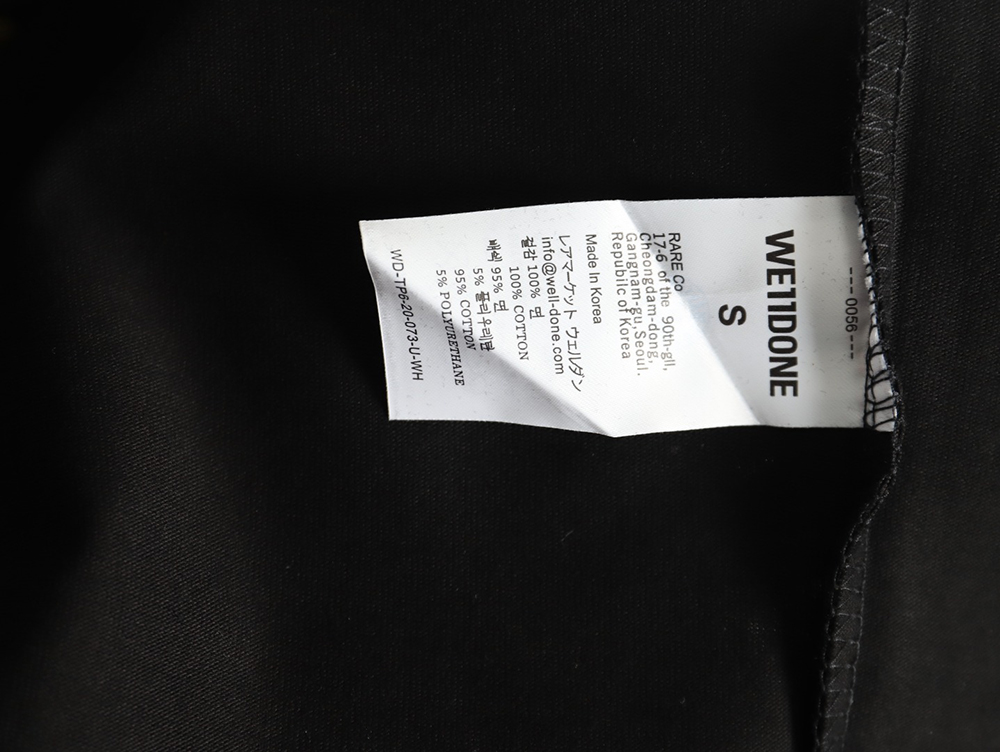 ---0056---
WE11DONE
S
RARE Co
17-6 of the 90th-gil,
Cheongdam-dong,
Gangnam-gu,Seoul.
Republic of Korea
Made In Korea
レアマーケット ウェルダン
info@well-done.com
겉감 100% 면
100% COTTON
배색 95% 면
5% 폴리우레탄
95% COTTON
5% POLYURETHANE
WD-TP6-20-073-U-WH